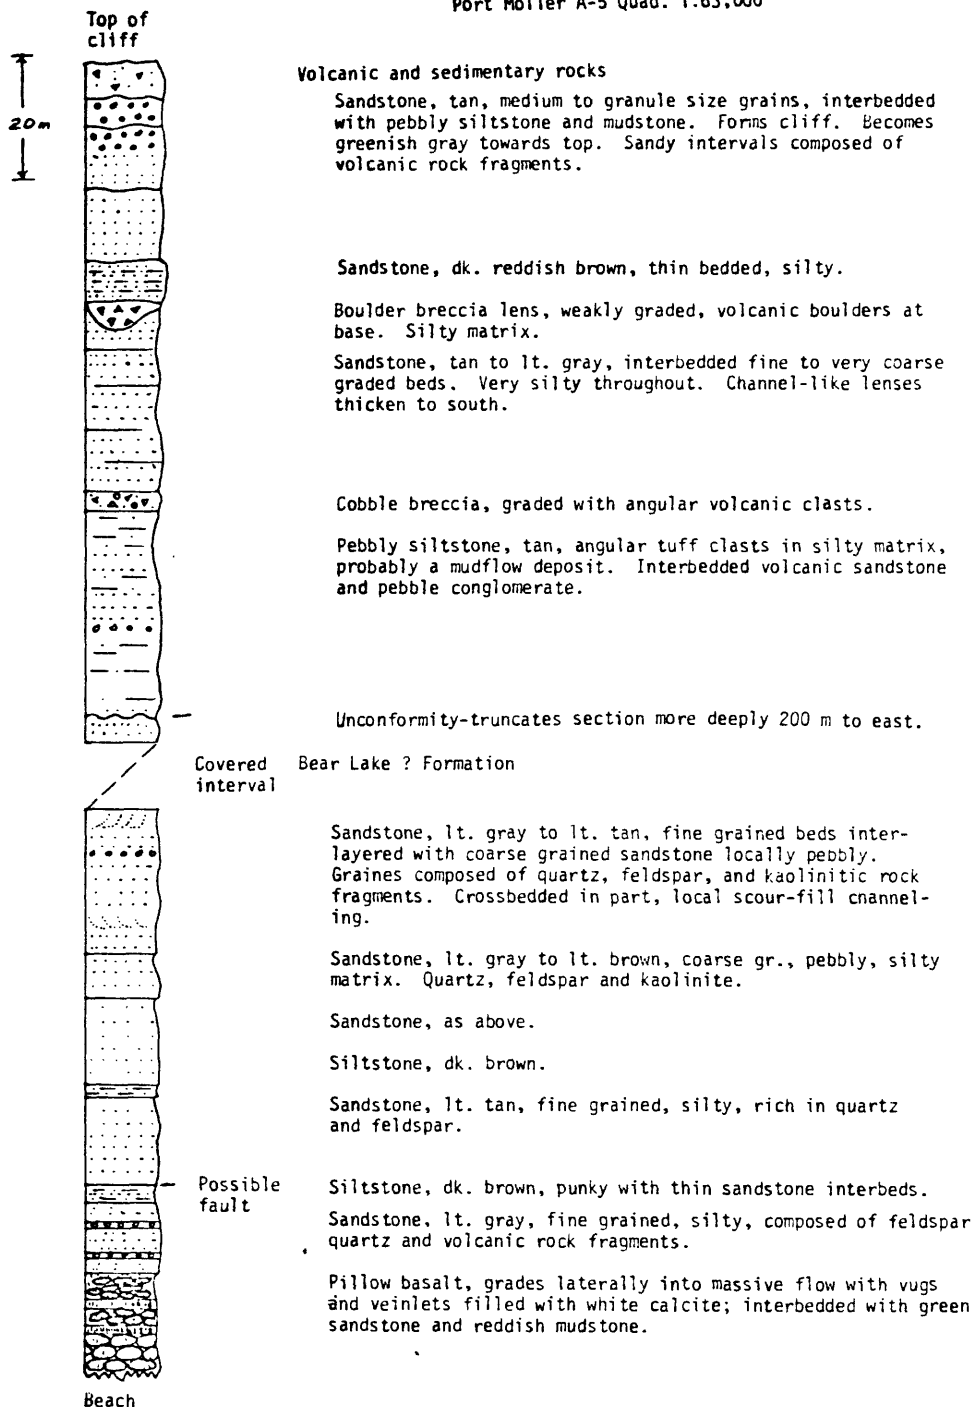 Port Moller A-5 Quad. 1:63,000
Top of
cliff
20m
Volcanic and sedimentary rocks
Sandstone, tan, medium to granule size grains, interbedded
with pebbly siltstone and mudstone. Forms cliff. Becomes
greenish gray towards top. Sandy intervals composed of
volcanic rock fragments.
Sandstone, dk. reddish brown, thin bedded, silty.
Boulder breccia lens, weakly graded, volcanic boulders at
base. Silty matrix.
Sandstone, tan to lt. gray, interbedded fine to very coarse
graded beds. Very silty throughout. Channel-like lenses
thicken to south.
Cobble breccia, graded with angular volcanic clasts.
Pebbly siltstone, tan, angular tuff clasts in silty matrix,
probably a mudflow deposit. Interbedded volcanic sandstone
and pebble conglomerate.
Unconformity-truncates section more deeply 200 m to east.
Covered
interval
Bear Lake ? Formation
Sandstone, lt. gray to lt. tan, fine grained beds inter-
layered with coarse grained sandstone locally pebbly.
Graines composed of quartz, feldspar, and kaolinitic rock
fragments. Crossbedded in part, local scour-fill channel-
ing.
Sandstone, lt. gray to lt. brown, coarse gr., pebbly, silty
matrix. Quartz, feldspar and kaolinite.
Sandstone, as above.
Siltstone, dk. brown.
Sandstone, lt. tan, fine grained, silty, rich in quartz
and feldspar.
Possible
fault
Siltstone, dk. brown, punky with thin sandstone interbeds.
Sandstone, lt. gray, fine grained, silty, composed of feldspar
quartz and volcanic rock fragments.
Pillow basalt, grades laterally into massive flow with vugs
and veinlets filled with white calcite; interbedded with green
sandstone and reddish mudstone.
Beach